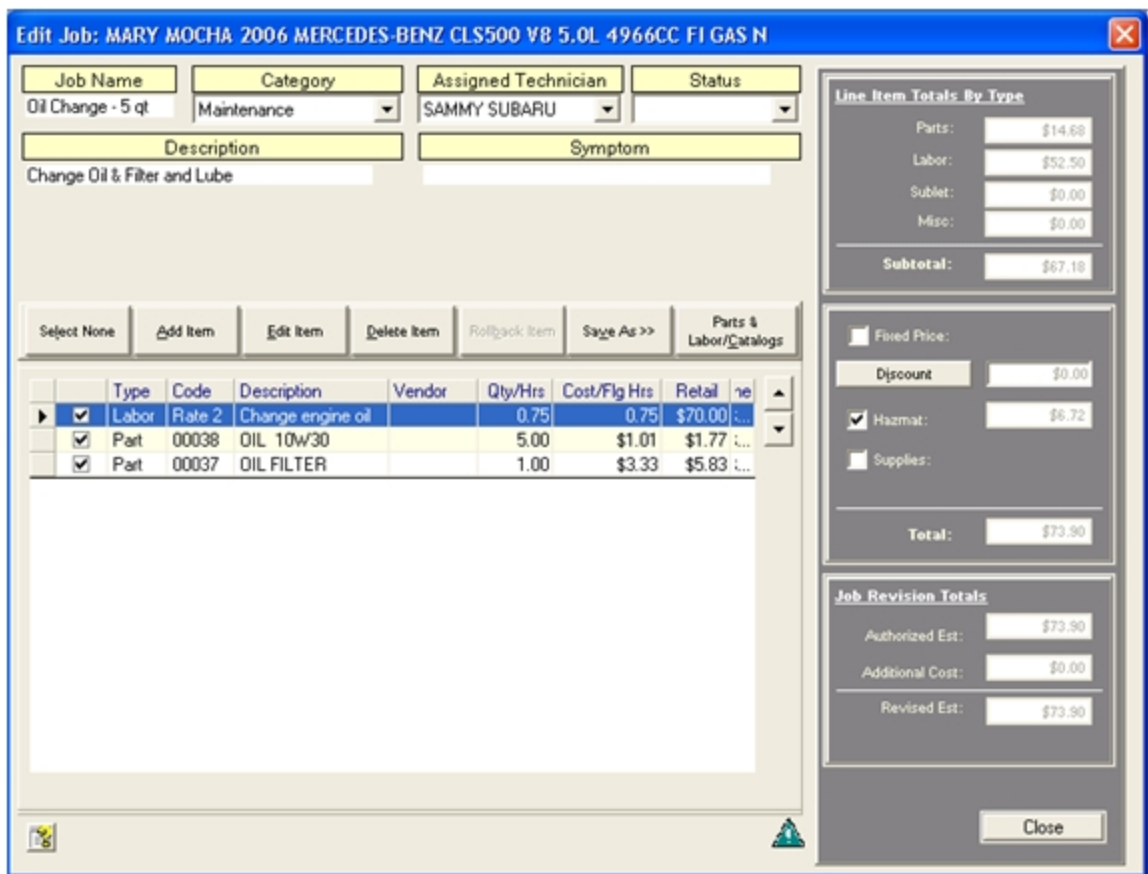 Edit Job: MARY MOCHA 2006 MERCEDES-BENZ CLS500 V8 5.0L 4966CC FI GAS N
Job Name Category Assigned Technician Status
Oil Change - 5 qt Maintenance SAMMY SUBARU
Description Symptom
Change Oil & Filter and Lube
Select None Add Item Edit Item Delete Item Rollback Item Save As >> Parts & Labor/Catalogs
Type Code Description Vendor Qty/Hrs Cost/Flg Hrs Retail ne
Labor Rate 2 Change engine oil 0.75 0.75 $70.00 :...
Part 00038 OIL 10W30 5.00 $1.01 $1.77 :...
Part 00037 OIL FILTER 1.00 $3.33 $5.83 :...
Line Item Totals By Type
Parts: $14.68
Labor: $52.50
Sublet: $0.00
Misc: $0.00
Subtotal: $67.18
Fixed Price:
Discount $0.00
Hazmat: $6.72
Supplies:
Total: $73.90
Job Revision Totals
Authorized Est: $73.90
Additional Cost: $0.00
Revised Est: $73.90
Close